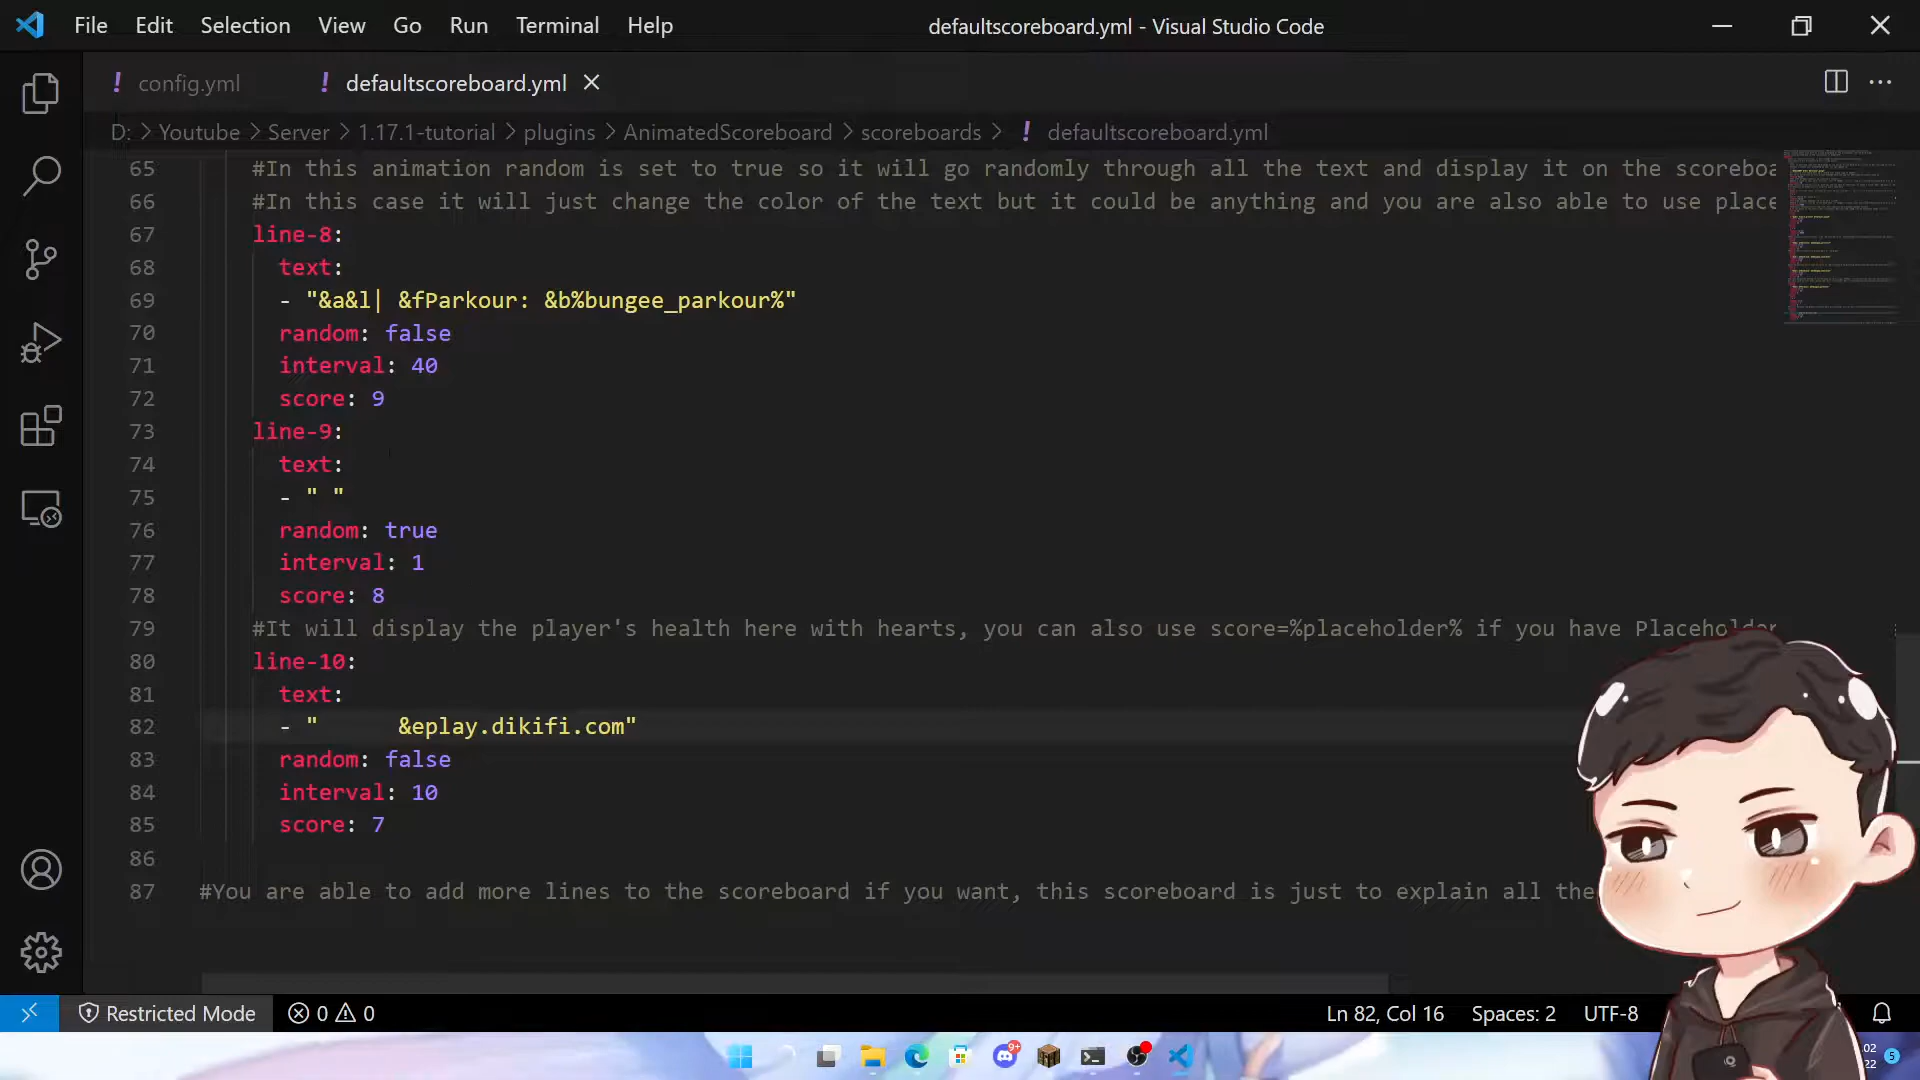 File Edit Selection View Go Run Terminal Help
defaultscoreboard.yml - Visual Studio Code
! config.yml ! defaultscoreboard.yml
D: > Youtube > Server > 1.17.1-tutorial > plugins > AnimatedScoreboard > scoreboards > ! defaultscoreboard.yml
65 #In this animation random is set to true so it will go randomly through all the text and display it on the scoreboa
66 #In this case it will just change the color of the text but it could be anything and you are also able to use place
67 line-8:
68 text:
69 - "&a&l| &fParkour: &b%bungee_parkour%"
70 random: false
71 interval: 40
72 score: 9
73 line-9:
74 text:
75 - " "
76 random: true
77 interval: 1
78 score: 8
79 #It will display the player's health here with hearts, you can also use score=%placeholder% if you have Placeholder
80 line-10:
81 text:
82 - "      &eplay.dikifi.com"
83 random: false
84 interval: 10
85 score: 7
86
87 #You are able to add more lines to the scoreboard if you want, this scoreboard is just to explain all the
Restricted Mode 0 0 Ln 82, Col 16 Spaces: 2 UTF-8
9+ 02 5
22